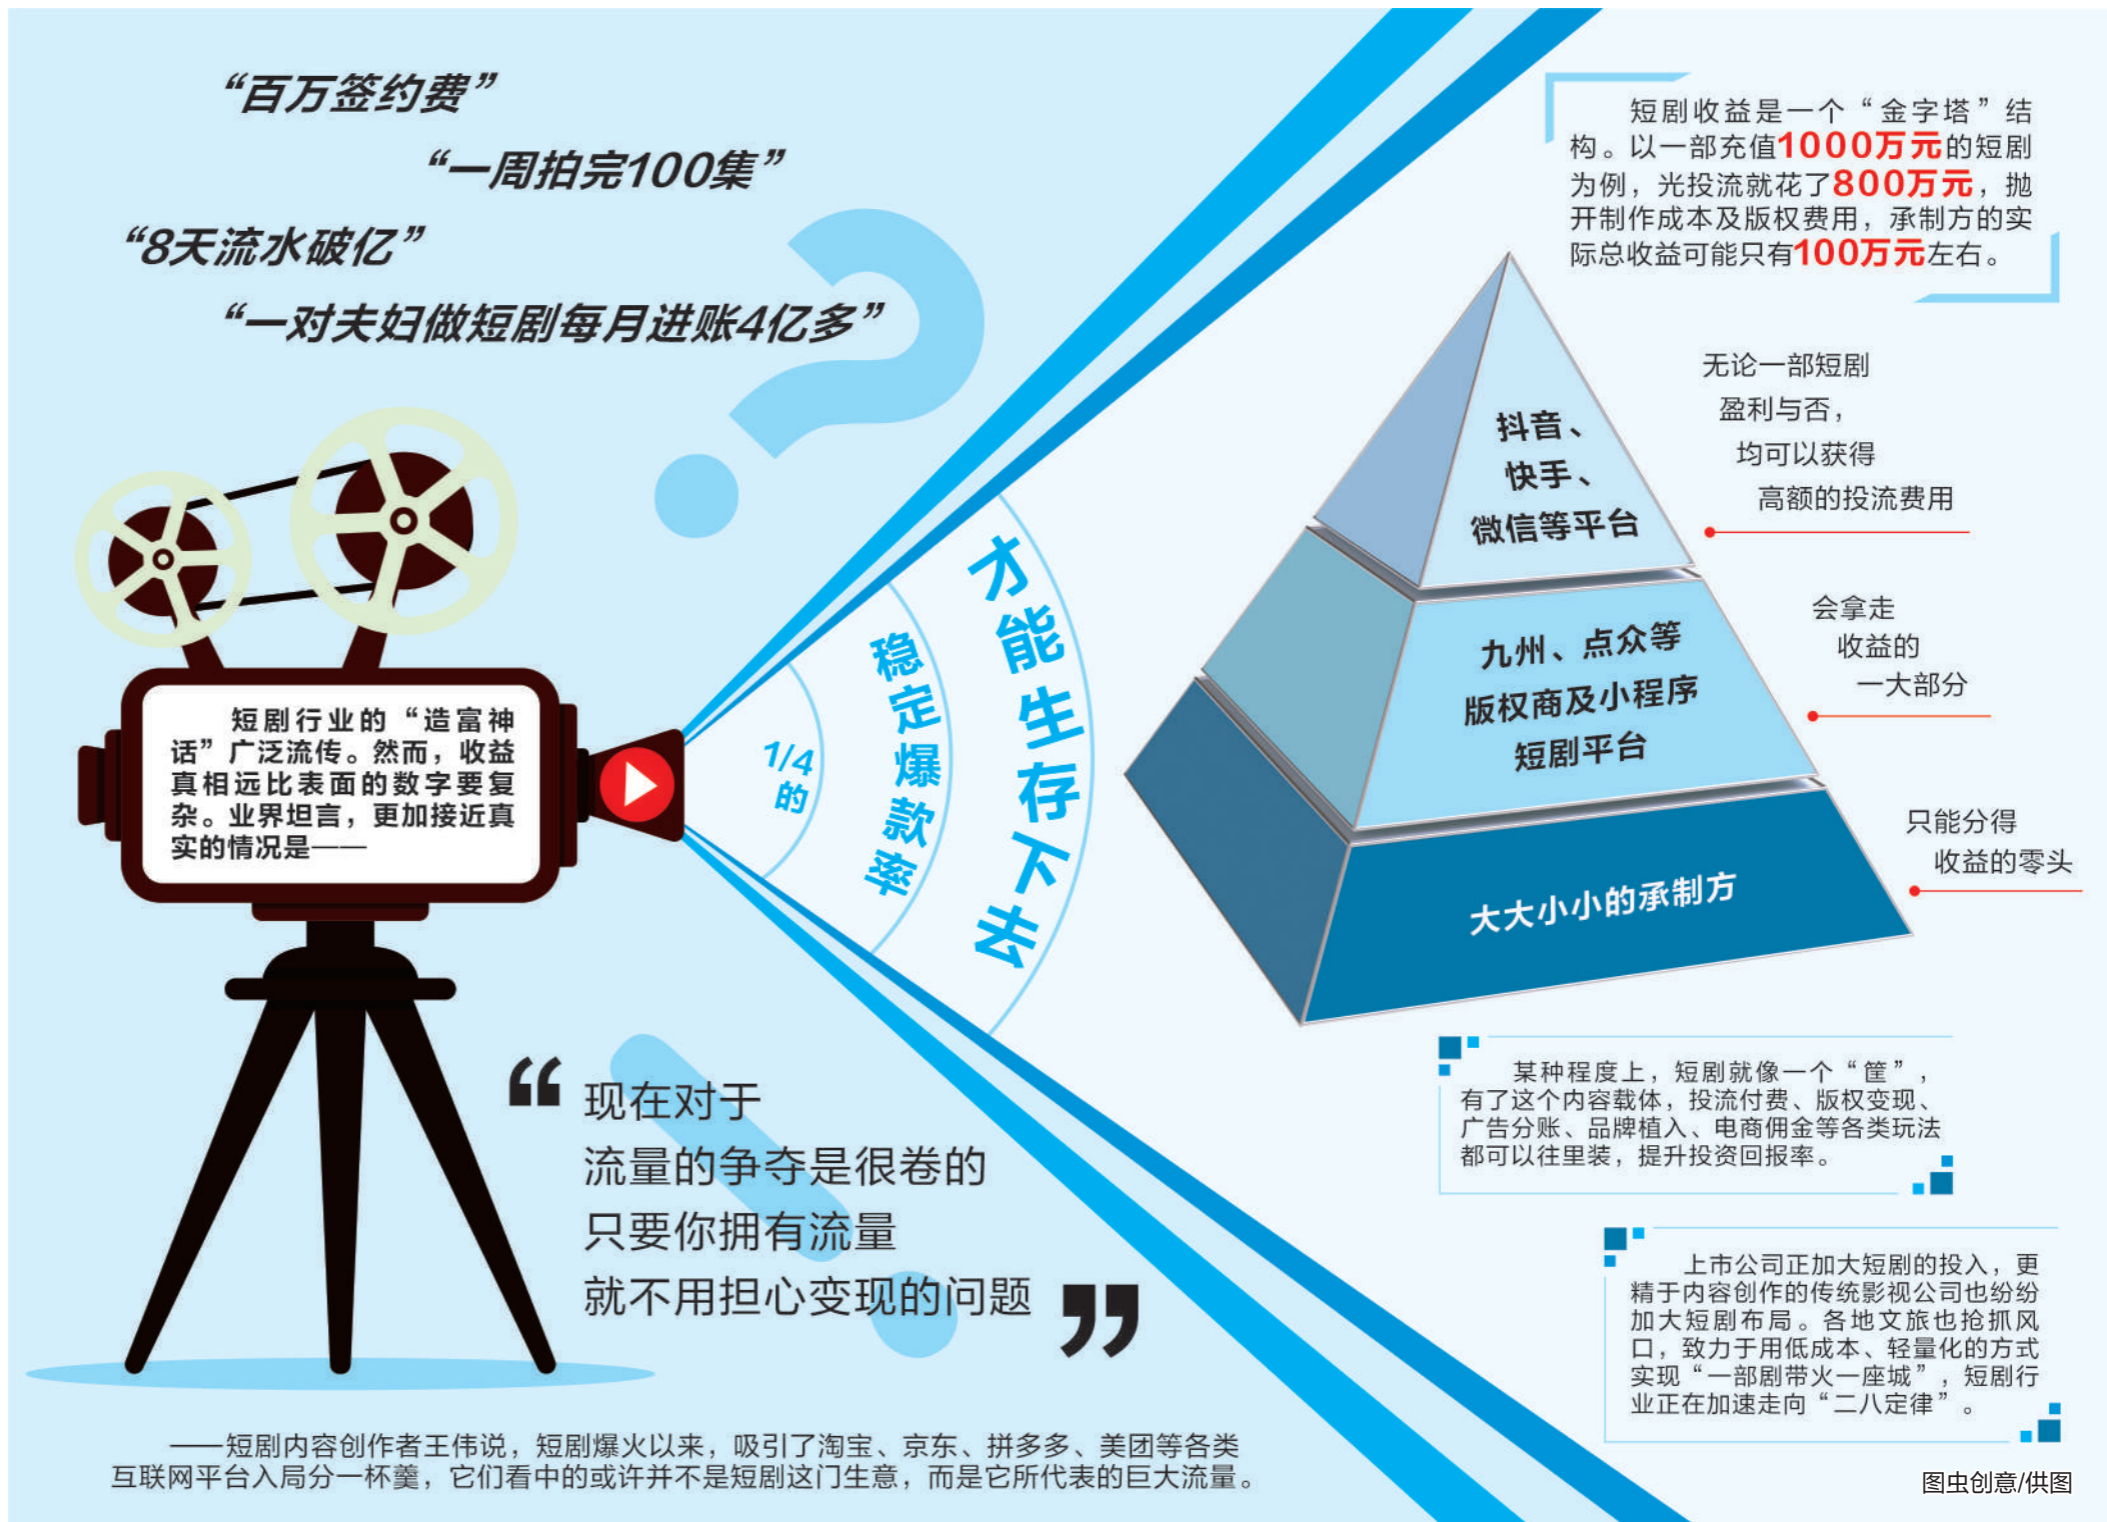 “百万签约费”
“一周拍完100集”
“8天流水破亿”
“一对夫妇做短剧每月进账4亿多”
短剧行业的“造富神
话”广泛流传。然而，收益
真相远比表面的数字要复
杂。业界坦言，更加接近真
实的情况是——
1/4
的
稳定爆款率
才能生存下去
短剧收益是一个“金字塔”结
构。以一部充值1000万元的短剧
为例，光投流就花了800万元，抛
开制作成本及版权费用，承制方的实
际总收益可能只有100万元左右。
抖音、
快手、
微信等平台
无论一部短剧
盈利与否，
均可以获得
高额的投流费用
九州、点众等
版权商及小程序
短剧平台
会拿走
收益的
一大部分
大大小小的承制方
只能分得
收益的零头
“现在对于
流量的争夺是很卷的
只要你拥有流量
就不用担心变现的问题”
——短剧内容创作者王伟说，短剧爆火以来，吸引了淘宝、京东、拼多多、美团等各类
互联网平台入局分一杯羹，它们看中的或许并不是短剧这门生意，而是它所代表的巨大流量。
某种程度上，短剧就像一个“筐”，
有了这个内容载体，投流付费、版权变现、
广告分账、品牌植入、电商佣金等各类玩法
都可以往里装，提升投资回报率。
上市公司正加大短剧的投入，更
精于内容创作的传统影视公司也纷纷
加大短剧布局。各地文旅也抢抓风
口，致力于用低成本、轻量化的方式
实现“一部剧带火一座城”，短剧行
业正在加速走向“二八定律”。
图虫创意/供图